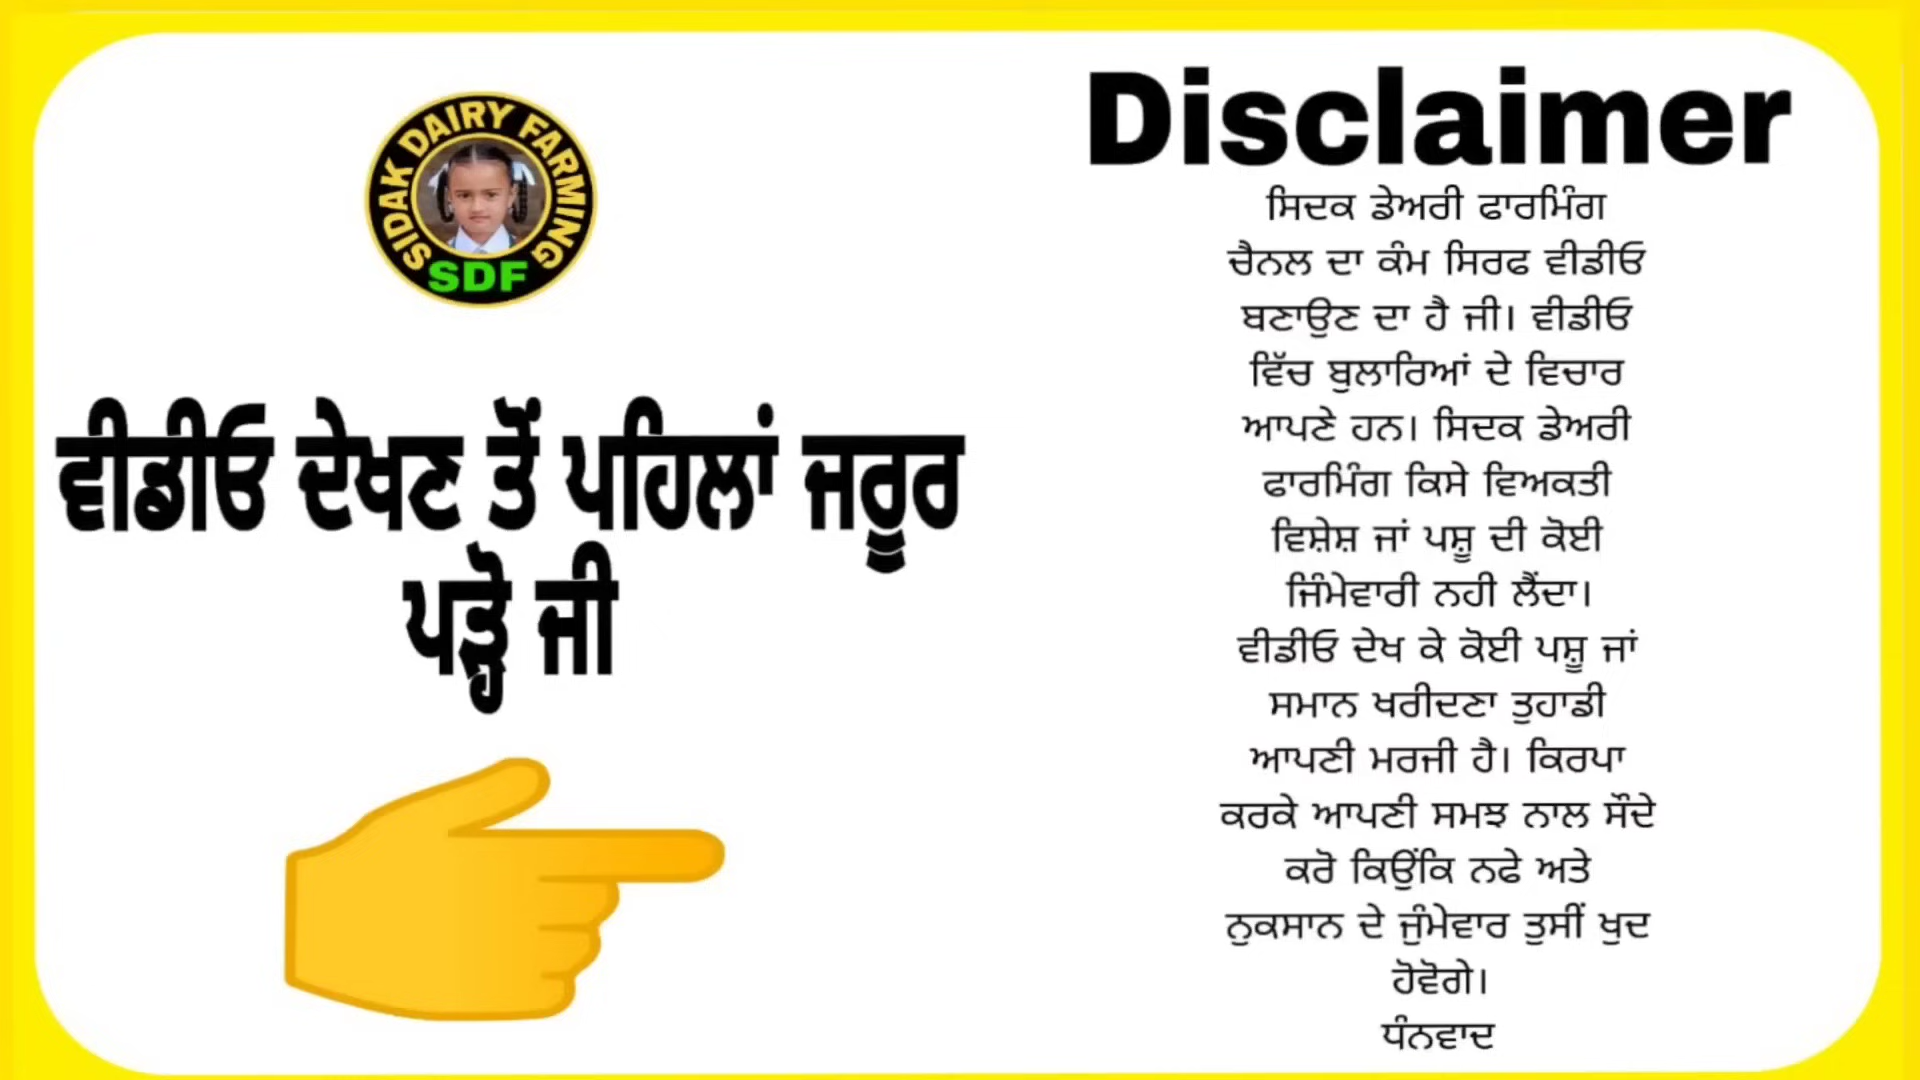 SIDAK DAIRY FARMING
SDF
ਵੀਡੀਓ ਦੇਖਣ ਤੋਂ ਪਹਿਲਾਂ ਜਰੂਰ
ਪੜ੍ਹੋ ਜੀ
Disclaimer
ਸਿਦਕ ਡੇਅਰੀ ਫਾਰਮਿੰਗ
ਚੈਨਲ ਦਾ ਕੰਮ ਸਿਰਫ ਵੀਡੀਓ
ਬਣਾਉਣ ਦਾ ਹੈ ਜੀ। ਵੀਡੀਓ
ਵਿੱਚ ਬੁਲਾਰਿਆਂ ਦੇ ਵਿਚਾਰ
ਆਪਣੇ ਹਨ। ਸਿਦਕ ਡੇਅਰੀ
ਫਾਰਮਿੰਗ ਕਿਸੇ ਵਿਅਕਤੀ
ਵਿਸ਼ੇਸ਼ ਜਾਂ ਪਸ਼ੂ ਦੀ ਕੋਈ
ਜਿੰਮੇਵਾਰੀ ਨਹੀ ਲੈਂਦਾ।
ਵੀਡੀਓ ਦੇਖ ਕੇ ਕੋਈ ਪਸ਼ੂ ਜਾਂ
ਸਮਾਨ ਖਰੀਦਣਾ ਤੁਹਾਡੀ
ਆਪਣੀ ਮਰਜੀ ਹੈ। ਕਿਰਪਾ
ਕਰਕੇ ਆਪਣੀ ਸਮਝ ਨਾਲ ਸੌਦੇ
ਕਰੋ ਕਿਉਂਕਿ ਨਫੇ ਅਤੇ
ਨੁਕਸਾਨ ਦੇ ਜੁੰਮੇਵਾਰ ਤੁਸੀਂ ਖੁਦ
ਹੋਵੋਗੇ।
ਧੰਨਵਾਦ